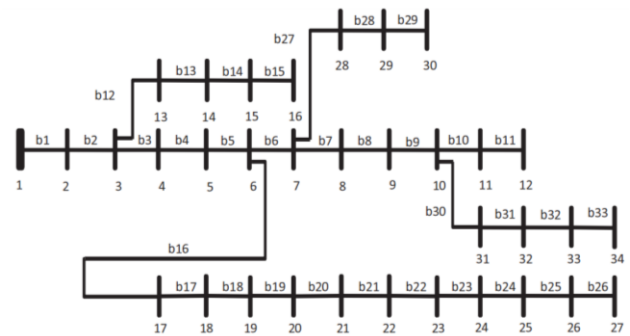 b28 b29
b27
28 29 30
b13 b14 b15
b12
13 14 15 16
b1 b2 b3 b4 b5 b6 b7 b8 b9 b10 b11
1 2 3 4 5 6 7 8 9 10 11 12
b30 b31 b32 b33
b16
31 32 33 34
b17 b18 b19 b20 b21 b22 b23 b24 b25 b26
17 18 19 20 21 22 23 24 25 26 27